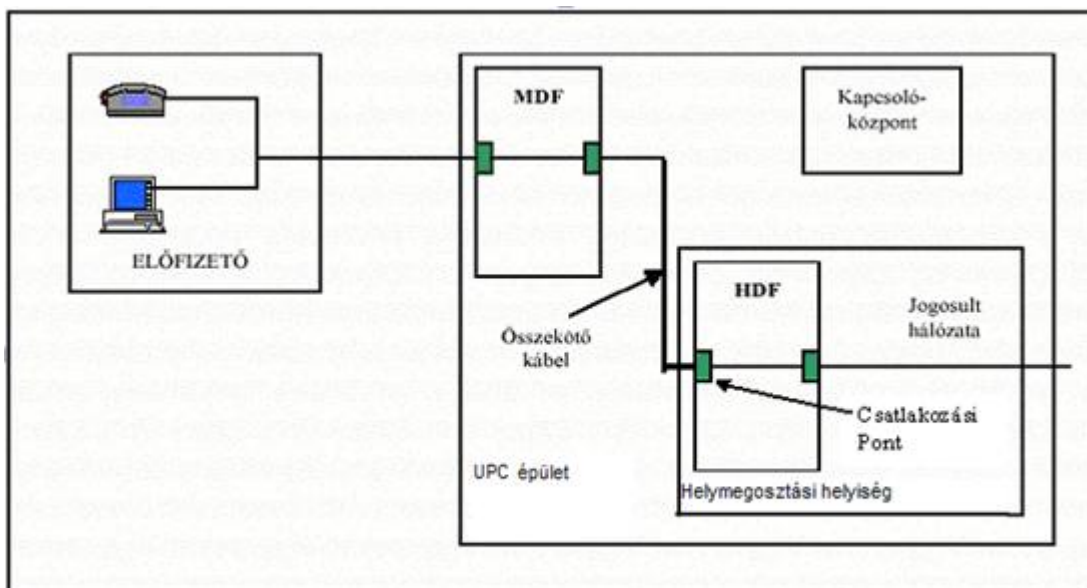 MDF
Kapcsoló-
központ
ELŐFIZETŐ
HDF
Jogosult
hálózata
Összekötő
kábel
Csatlakozási
Pont
UPC épület
Helymegosztási helyiség